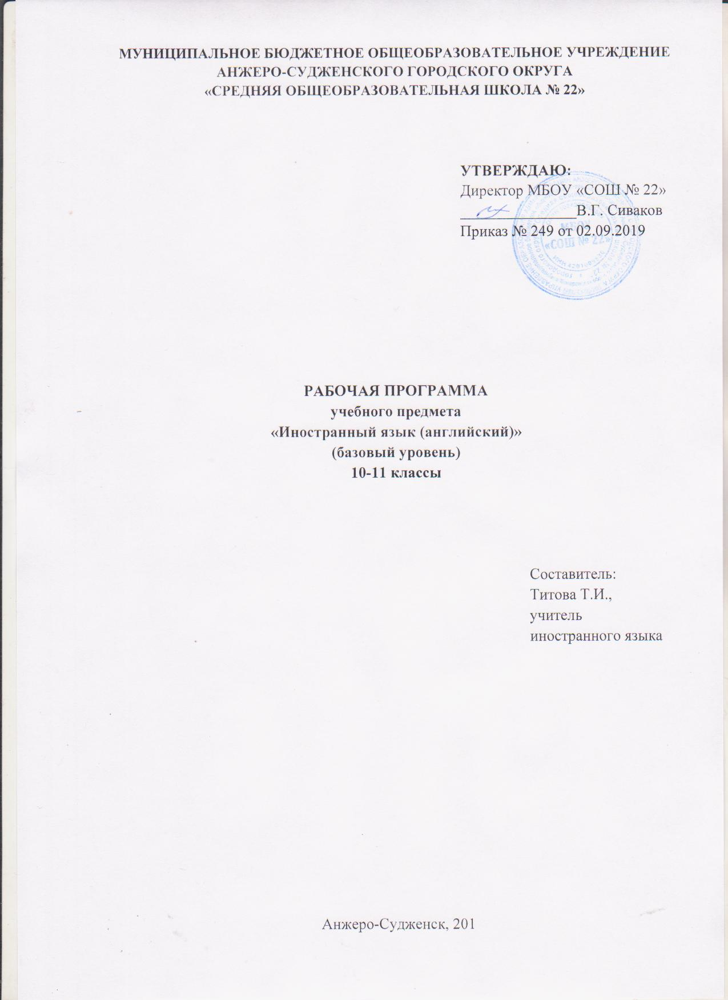 МУНИЦИПАЛЬНОЕ БЮДЖЕТНОЕ ОБЩЕОБРАЗОВАТЕЛЬНОЕ УЧРЕЖДЕНИЕ
АНЖЕРО-СУДЖЕНСКОГО ГОРОДСКОГО ОКРУГА
«СРЕДНЯЯ ОБЩЕОБРАЗОВАТЕЛЬНАЯ ШКОЛА № 22»
УТВЕРЖДАЮ:
Директор МБОУ «СОШ № 22»
_______________В.Г. Сиваков
Приказ № 249 от 02.09.2019
МБОУ
«СОШ № 22»
РАБОЧАЯ ПРОГРАММА
учебного предмета
«Иностранный язык (английский)»
(базовый уровень)
10-11 классы
Составитель:
Титова Т.И.,
учитель
иностранного языка
Анжеро-Судженск, 201